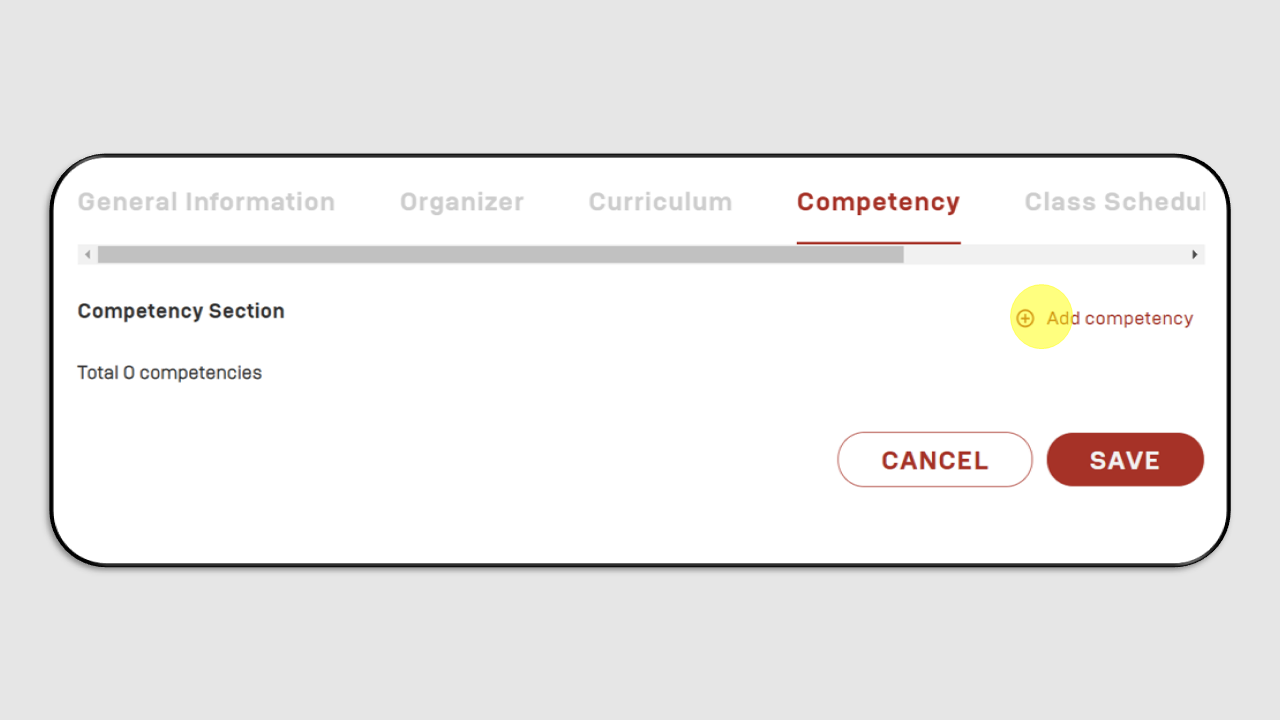 General Information Organizer Curriculum Competency Class Schedul
Competency Section
Add competency
Total 0 competencies
CANCEL SAVE